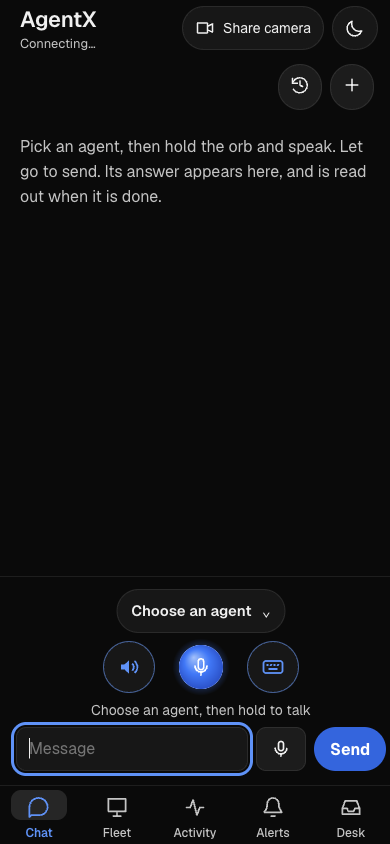 AgentX
Connecting…
Share camera
Pick an agent, then hold the orb and speak. Let
go to send. Its answer appears here, and is read
out when it is done.
Choose an agent
Choose an agent, then hold to talk
Message
Send
Chat
Fleet
Activity
Alerts
Desk